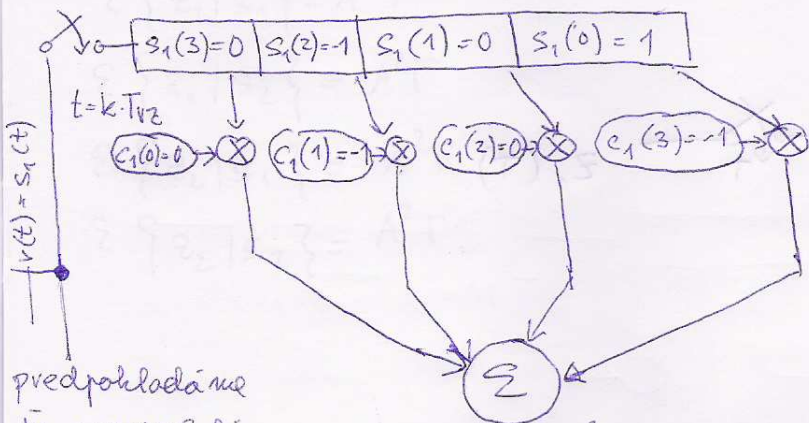 S₁(3)=0 S₁(2)=-1 S₁(1)=0 S₁(0)=1
t=k·Tvz
C₁(0)=0 C₁(1)=-1 C₁(2)=0 C₁(3)=-1
r(t)=S₁(t)
Σ
predpokladáme